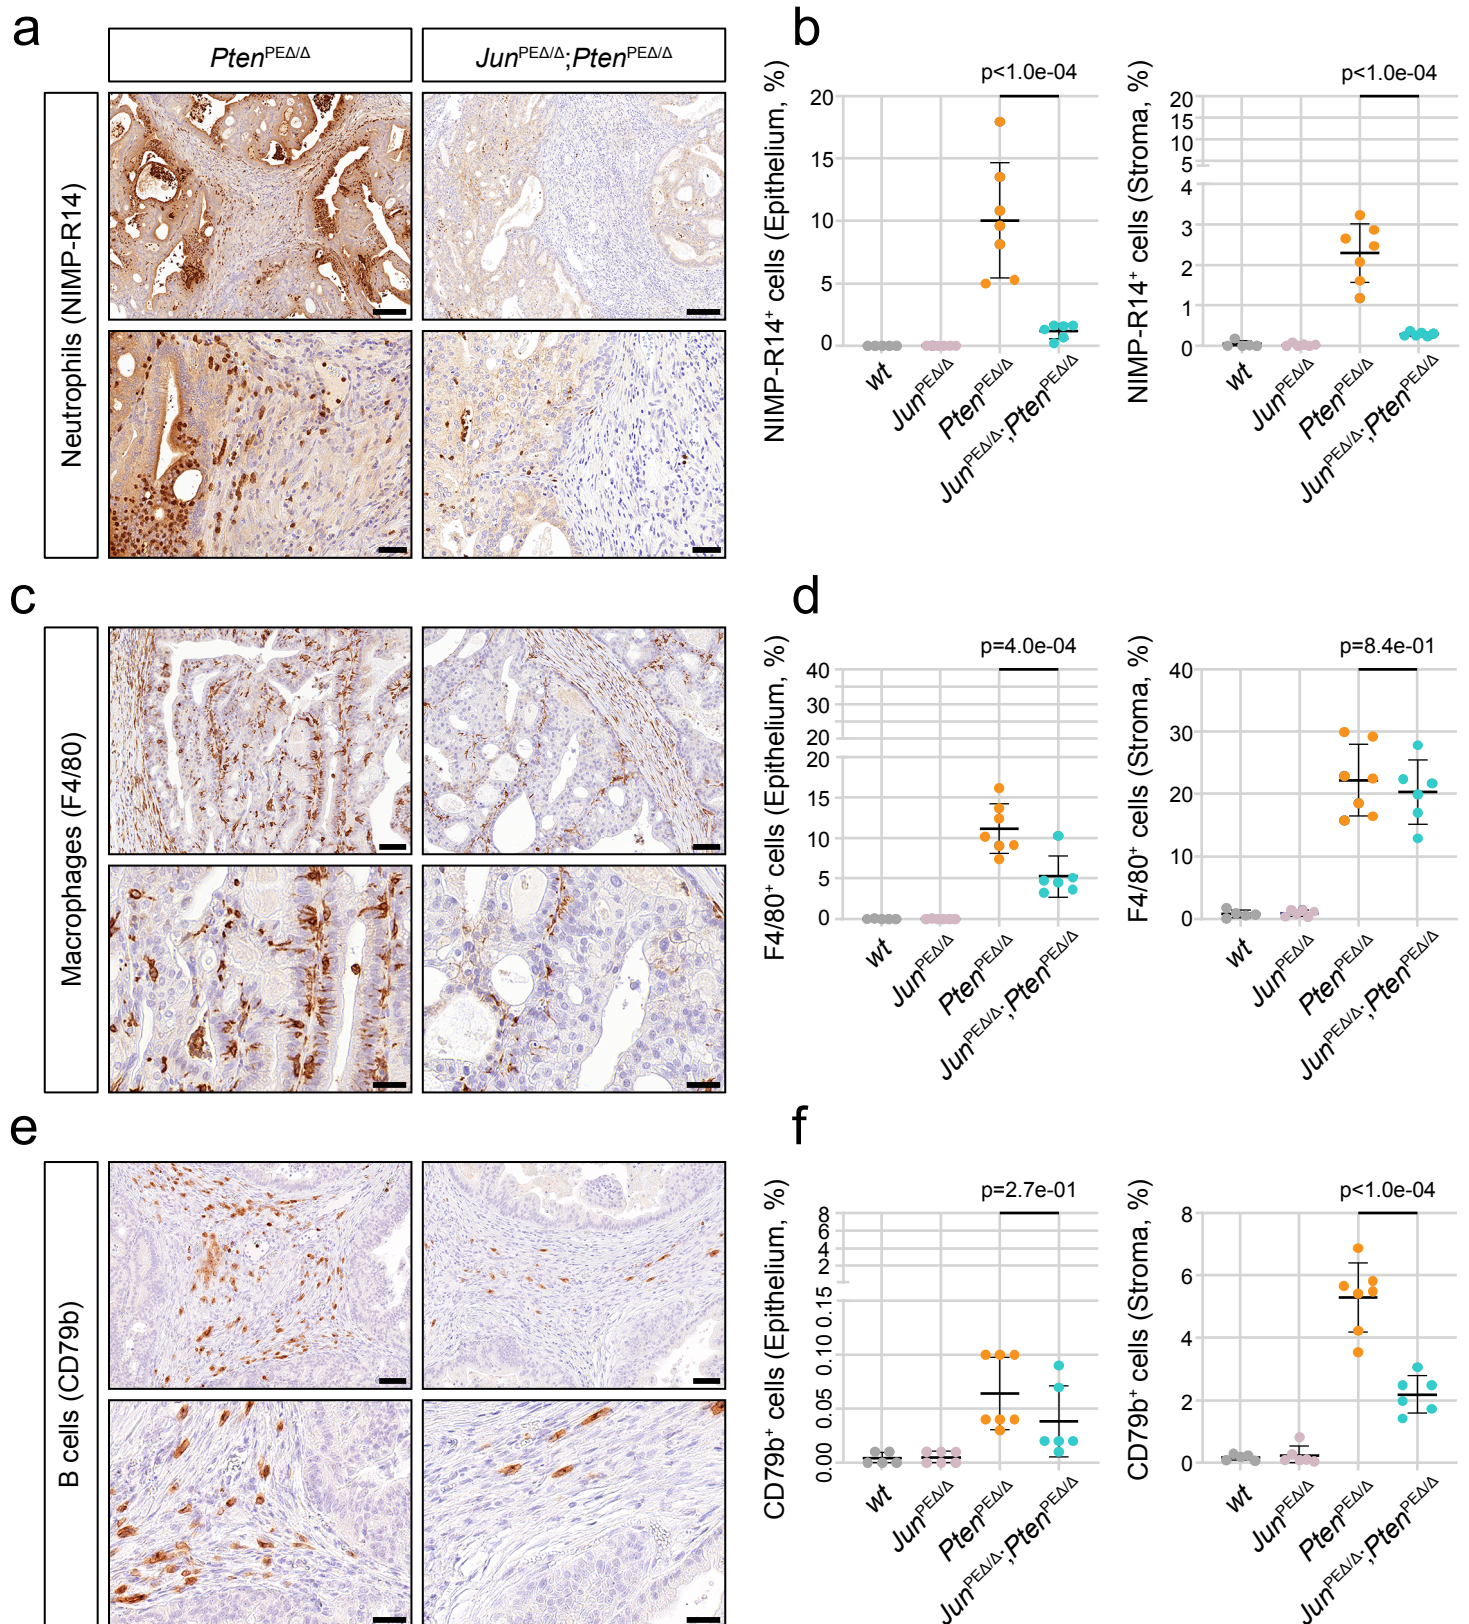 a
Pten^PEΔ/Δ
Jun^PEΔ/Δ;Pten^PEΔ/Δ
Neutrophils (NIMP-R14)
b
NIMP-R14+ cells (Epithelium, %)
p<1.0e-04
20
15
10
5
0
wt
Jun^PEΔ/Δ
Pten^PEΔ/Δ
Jun^PEΔ/Δ;Pten^PEΔ/Δ
NIMP-R14+ cells (Stroma, %)
p<1.0e-04
20
15
10
5
4
3
2
1
0
wt
Jun^PEΔ/Δ
Pten^PEΔ/Δ
Jun^PEΔ/Δ;Pten^PEΔ/Δ
c
Macrophages (F4/80)
d
F4/80+ cells (Epithelium, %)
p=4.0e-04
40
30
20
20
15
10
5
0
wt
Jun^PEΔ/Δ
Pten^PEΔ/Δ
Jun^PEΔ/Δ;Pten^PEΔ/Δ
F4/80+ cells (Stroma, %)
p=8.4e-01
40
30
20
10
0
wt
Jun^PEΔ/Δ
Pten^PEΔ/Δ
Jun^PEΔ/Δ;Pten^PEΔ/Δ
e
B cells (CD79b)
f
CD79b+ cells (Epithelium, %)
p=2.7e-01
8
6
4
2
0.15
0.10
0.05
0.00
wt
Jun^PEΔ/Δ
Pten^PEΔ/Δ
Jun^PEΔ/Δ;Pten^PEΔ/Δ
CD79b+ cells (Stroma, %)
p<1.0e-04
8
6
4
2
0
wt
Jun^PEΔ/Δ
Pten^PEΔ/Δ
Jun^PEΔ/Δ;Pten^PEΔ/Δ